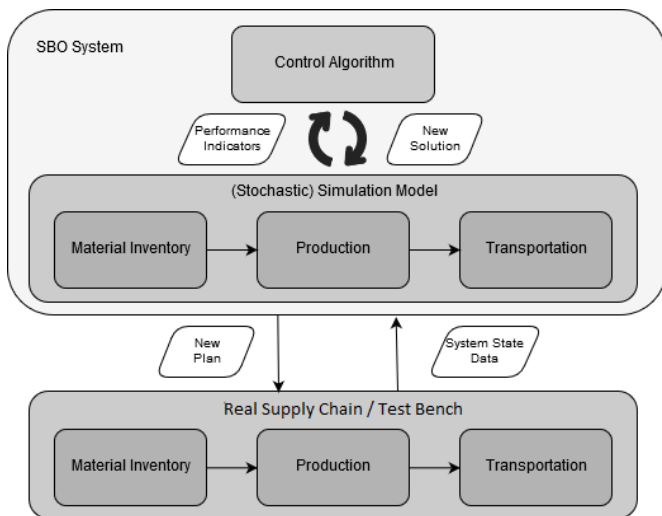 SBO System
Control Algorithm
Performance
Indicators
New
Solution
(Stochastic) Simulation Model
Material Inventory
Production
Transportation
New
Plan
System State
Data
Real Supply Chain / Test Bench
Material Inventory
Production
Transportation